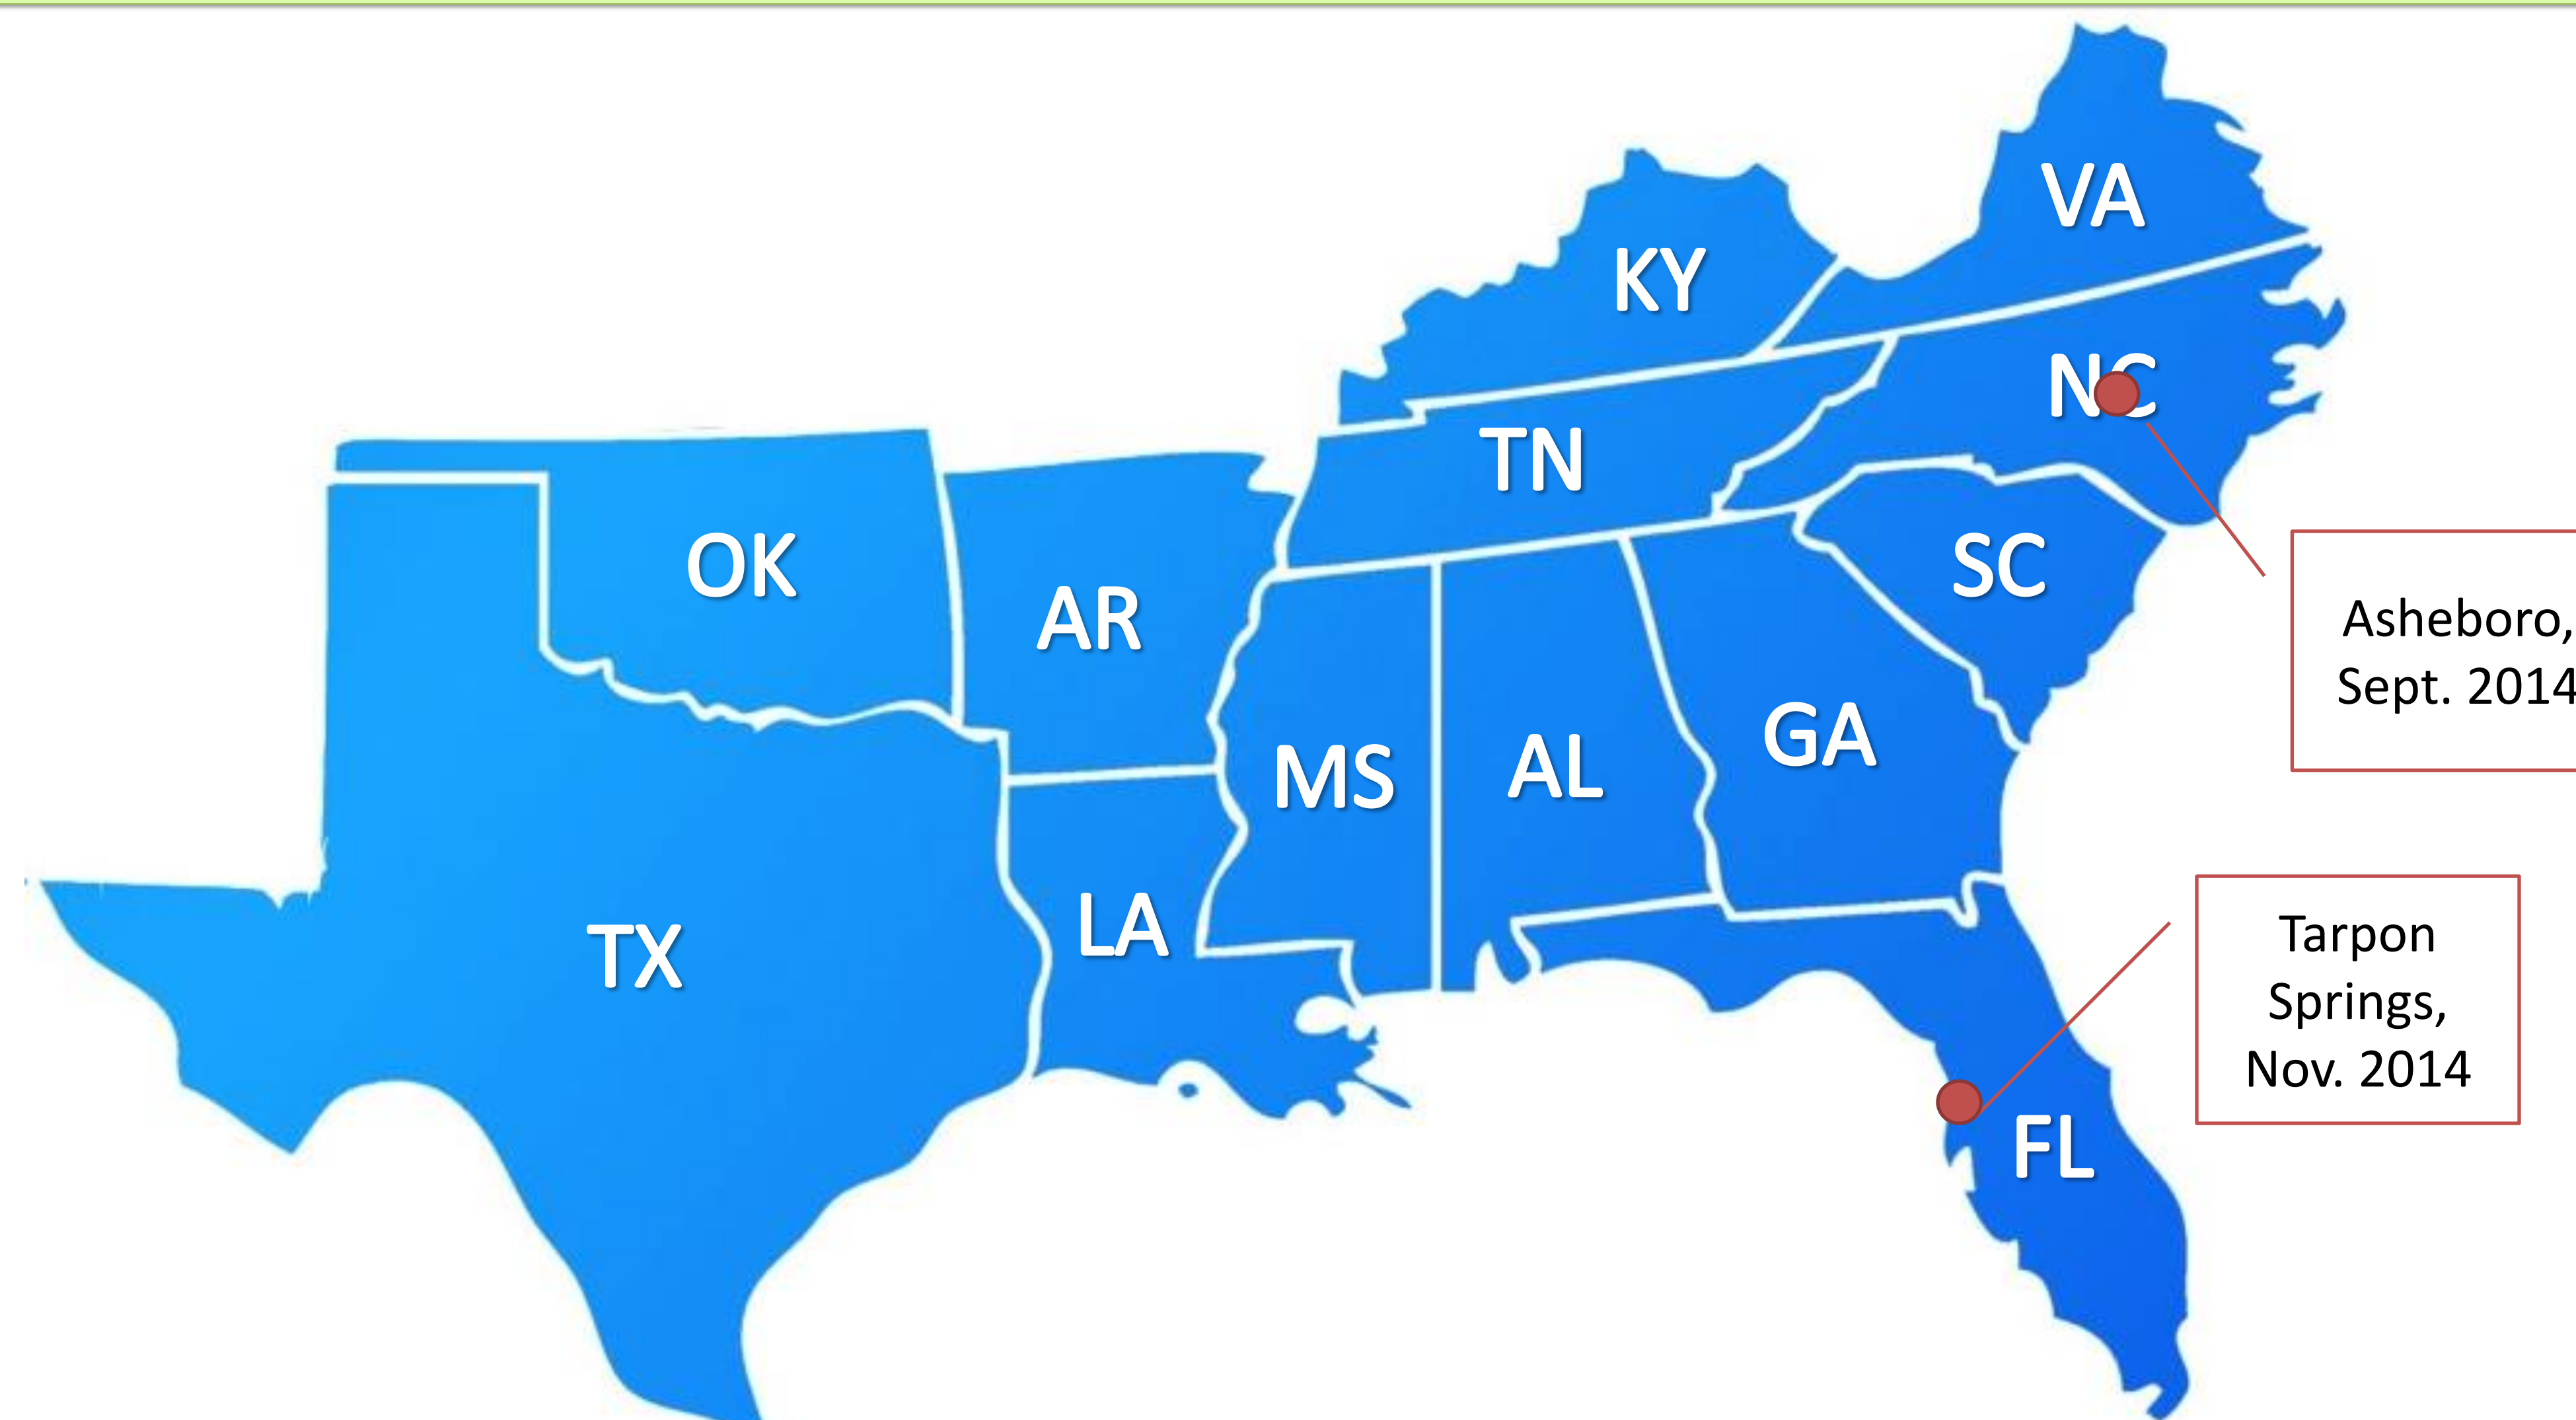 VA
KY
NC
TN
OK
AR
SC
Asheboro,
Sept. 2014
GA
MS
AL
LA
TX
Tarpon
Springs,
Nov. 2014
FL